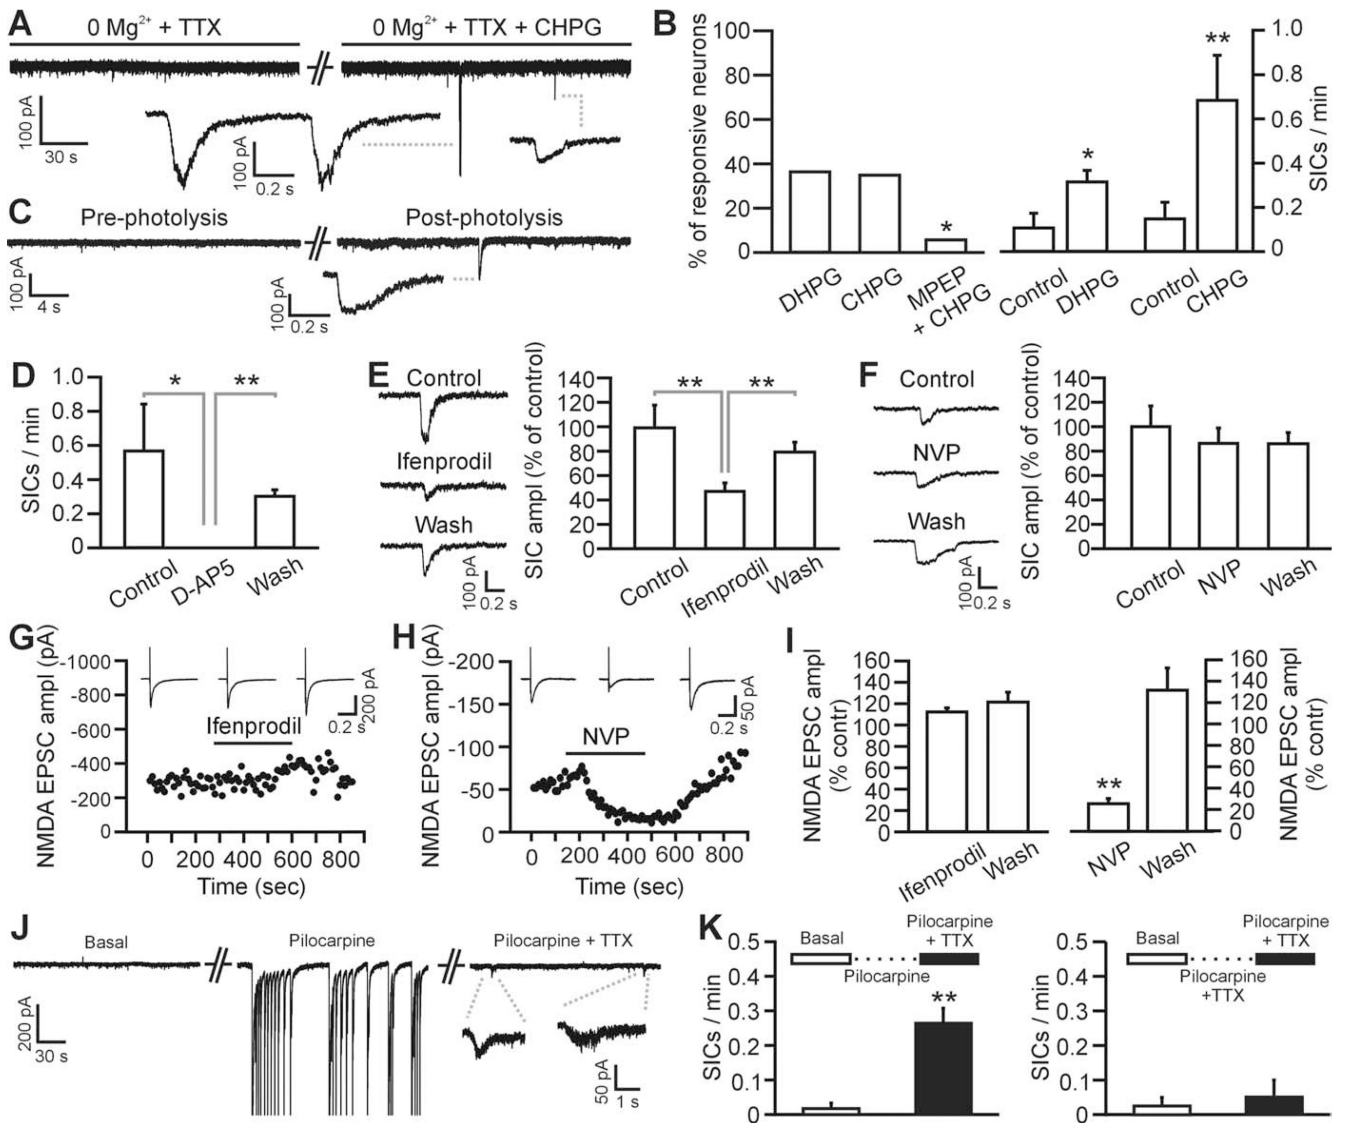 A
0 Mg²⁺ + TTX
0 Mg²⁺ + TTX + CHPG
100 pA
30 s
100 pA
0.2 s
B
% of responsive neurons
100
80
60
40
20
0
DHPG
CHPG
MPEP
+ CHPG
*
Control
DHPG
Control
CHPG
*
**
1.0
0.8
0.6
0.4
0.2
0
SICs / min
C
Pre-photolysis
Post-photolysis
100 pA
4 s
100 pA
0.2 s
D
SICs / min
1.0
0.8
0.6
0.4
0.2
0
*
**
Control
D-AP5
Wash
E
Control
Ifenprodil
Wash
100 pA
0.2 s
SIC ampl (% of control)
140
120
100
80
60
40
20
0
**
**
Control
Ifenprodil
Wash
F
Control
NVP
Wash
100 pA
0.2 s
SIC ampl (% of control)
140
120
100
80
60
40
20
0
Control
NVP
Wash
G
NMDA EPSC ampl (pA)
-1000
-800
-600
-400
-200
0
Ifenprodil
0.2 s
200 pA
0 200 400 600 800
Time (sec)
H
NMDA EPSC ampl (pA)
-200
-150
-100
-50
0
NVP
0.2 s
50 pA
0 200 400 600 800
Time (sec)
I
NMDA EPSC ampl
(% contr)
160
140
120
100
80
60
40
20
0
Ifenprodil
Wash
**
NVP
Wash
160
140
120
100
80
60
40
20
0
NMDA EPSC ampl
(% contr)
J
Basal
Pilocarpine
Pilocarpine + TTX
200 pA
30 s
50 pA
1 s
K
SICs / min
0.5
0.4
0.3
0.2
0.1
0
Basal
Pilocarpine
+ TTX
Pilocarpine
**
SICs / min
0.5
0.4
0.3
0.2
0.1
0
Basal
Pilocarpine
+ TTX
Pilocarpine
+TTX